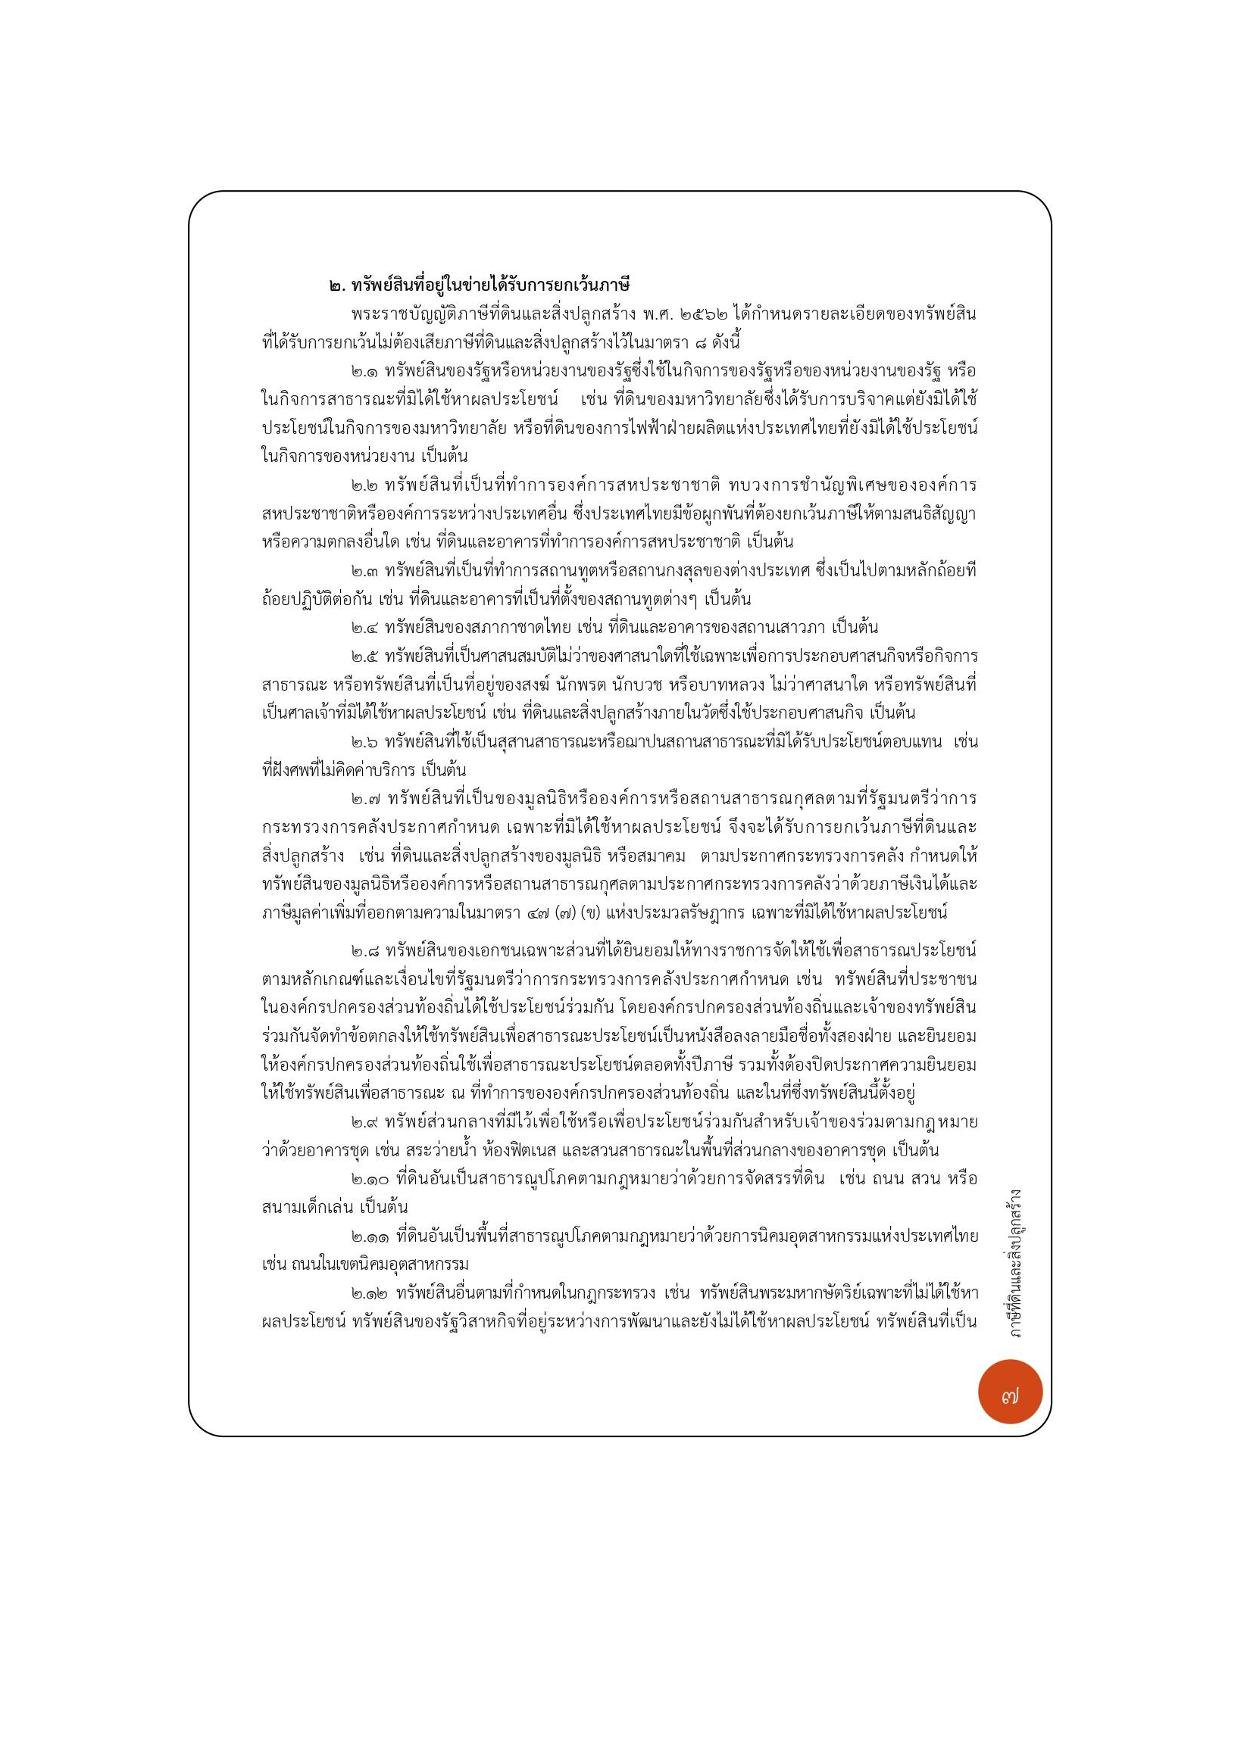 ๒. ทรัพย์สินที่อยู่ในข่ายได้รับการยกเว้นภาษี
พระราชบัญญัติภาษีที่ดินและสิ่งปลูกสร้าง พ.ศ. ๒๕๖๒ ได้กำหนดรายละเอียดของทรัพย์สิน
ที่ได้รับการยกเว้นไม่ต้องเสียภาษีที่ดินและสิ่งปลูกสร้างไว้ในมาตรา ๘ ดังนี้
๒.๑ ทรัพย์สินของรัฐหรือหน่วยงานของรัฐซึ่งใช้ในกิจการของรัฐหรือของหน่วยงานของรัฐ หรือ
ในกิจการสาธารณะที่มิได้ใช้หาผลประโยชน์ เช่น ที่ดินของมหาวิทยาลัยซึ่งได้รับการบริจาคแต่ยังมิได้ใช้
ประโยชน์ในกิจการของมหาวิทยาลัย หรือที่ดินของการไฟฟ้าฝ่ายผลิตแห่งประเทศไทยที่ยังมิได้ใช้ประโยชน์
ในกิจการของหน่วยงาน เป็นต้น
๒.๒ ทรัพย์สินที่เป็นที่ทำการองค์การสหประชาชาติ ทบวงการชำนัญพิเศษขององค์การ
สหประชาชาติหรือองค์การระหว่างประเทศอื่น ซึ่งประเทศไทยมีข้อผูกพันที่ต้องยกเว้นภาษีให้ตามสนธิสัญญา
หรือความตกลงอื่นใด เช่น ที่ดินและอาคารที่ทำการองค์การสหประชาชาติ เป็นต้น
๒.๓ ทรัพย์สินที่เป็นที่ทำการสถานทูตหรือสถานกงสุลของต่างประเทศ ซึ่งเป็นไปตามหลักถ้อยที
ถ้อยปฏิบัติต่อกัน เช่น ที่ดินและอาคารที่เป็นที่ตั้งของสถานทูตต่างๆ เป็นต้น
๒.๔ ทรัพย์สินของสภากาชาดไทย เช่น ที่ดินและอาคารของสถานเสาวภา เป็นต้น
๒.๕ ทรัพย์สินที่เป็นศาสนสมบัติไม่ว่าของศาสนาใดที่ใช้เฉพาะเพื่อการประกอบศาสนกิจหรือกิจการ
สาธารณะ หรือทรัพย์สินที่เป็นที่อยู่ของสงฆ์ นักพรต นักบวช หรือบาทหลวง ไม่ว่าศาสนาใด หรือทรัพย์สินที่
เป็นศาลเจ้าที่มิได้ใช้หาผลประโยชน์ เช่น ที่ดินและสิ่งปลูกสร้างภายในวัดซึ่งใช้ประกอบศาสนกิจ เป็นต้น
๒.๖ ทรัพย์สินที่ใช้เป็นสุสานสาธารณะหรือฌาปนสถานสาธารณะที่มิได้รับประโยชน์ตอบแทน เช่น
ที่ฝังศพที่ไม่คิดค่าบริการ เป็นต้น
๒.๗ ทรัพย์สินที่เป็นของมูลนิธิหรือองค์การหรือสถานสาธารณกุศลตามที่รัฐมนตรีว่าการ
กระทรวงการคลังประกาศกำหนด เฉพาะที่มิได้ใช้หาผลประโยชน์ จึงจะได้รับการยกเว้นภาษีที่ดินและ
สิ่งปลูกสร้าง เช่น ที่ดินและสิ่งปลูกสร้างของมูลนิธิ หรือสมาคม ตามประกาศกระทรวงการคลัง กำหนดให้
ทรัพย์สินของมูลนิธิหรือองค์การหรือสถานสาธารณกุศลตามประกาศกระทรวงการคลังว่าด้วยภาษีเงินได้และ
ภาษีมูลค่าเพิ่มที่ออกตามความในมาตรา ๔๗ (๗) (ข) แห่งประมวลรัษฎากร เฉพาะที่มิได้ใช้หาผลประโยชน์
๒.๘ ทรัพย์สินของเอกชนเฉพาะส่วนที่ได้ยินยอมให้ทางราชการจัดให้ใช้เพื่อสาธารณประโยชน์
ตามหลักเกณฑ์และเงื่อนไขที่รัฐมนตรีว่าการกระทรวงการคลังประกาศกำหนด เช่น ทรัพย์สินที่ประชาชน
ในองค์กรปกครองส่วนท้องถิ่นได้ใช้ประโยชน์ร่วมกัน โดยองค์กรปกครองส่วนท้องถิ่นและเจ้าของทรัพย์สิน
ร่วมกันจัดทำข้อตกลงให้ใช้ทรัพย์สินเพื่อสาธารณะประโยชน์เป็นหนังสือลงลายมือชื่อทั้งสองฝ่าย และยินยอม
ให้องค์กรปกครองส่วนท้องถิ่นใช้เพื่อสาธารณะประโยชน์ตลอดทั้งปีภาษี รวมทั้งต้องปิดประกาศความยินยอม
ให้ใช้ทรัพย์สินเพื่อสาธารณะ ณ ที่ทำการขององค์กรปกครองส่วนท้องถิ่น และในที่ซึ่งทรัพย์สินนี้ตั้งอยู่
๒.๙ ทรัพย์ส่วนกลางที่มีไว้เพื่อใช้หรือเพื่อประโยชน์ร่วมกันสำหรับเจ้าของร่วมตามกฎหมาย
ว่าด้วยอาคารชุด เช่น สระว่ายน้ำ ห้องฟิตเนส และสวนสาธารณะในพื้นที่ส่วนกลางของอาคารชุด เป็นต้น
๒.๑๐ ที่ดินอันเป็นสาธารณูปโภคตามกฎหมายว่าด้วยการจัดสรรที่ดิน เช่น ถนน สวน หรือ
สนามเด็กเล่น เป็นต้น
๒.๑๑ ที่ดินอันเป็นพื้นที่สาธารณูปโภคตามกฎหมายว่าด้วยการนิคมอุตสาหกรรมแห่งประเทศไทย
เช่น ถนนในเขตนิคมอุตสาหกรรม
๒.๑๒ ทรัพย์สินอื่นตามที่กำหนดในกฎกระทรวง เช่น ทรัพย์สินพระมหากษัตริย์เฉพาะที่ไม่ได้ใช้หา
ผลประโยชน์ ทรัพย์สินของรัฐวิสาหกิจที่อยู่ระหว่างการพัฒนาและยังไม่ได้ใช้หาผลประโยชน์ ทรัพย์สินที่เป็น
ภาษีที่ดินและสิ่งปลูกสร้าง
๗